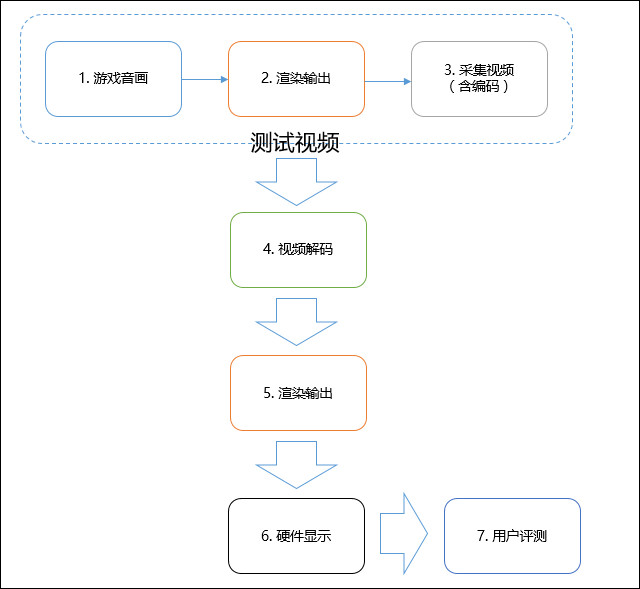 1. 游戏音画
2. 渲染输出
3. 采集视频
（含编码）
测试视频
4. 视频解码
5. 渲染输出
6. 硬件显示
7. 用户评测